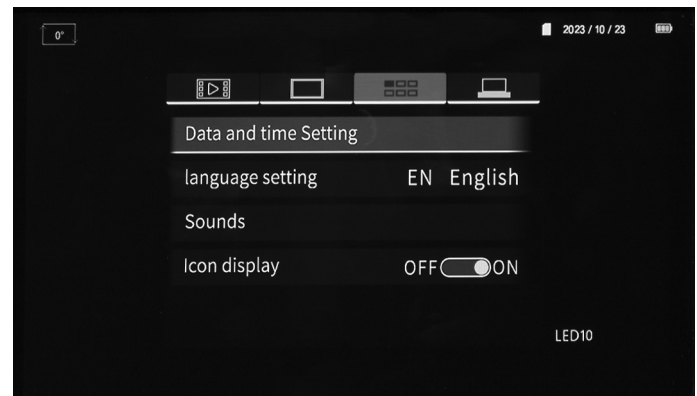 0°
2023 / 10 / 23
Data and time Setting
language setting EN English
Sounds
Icon display OFF ON
LED10